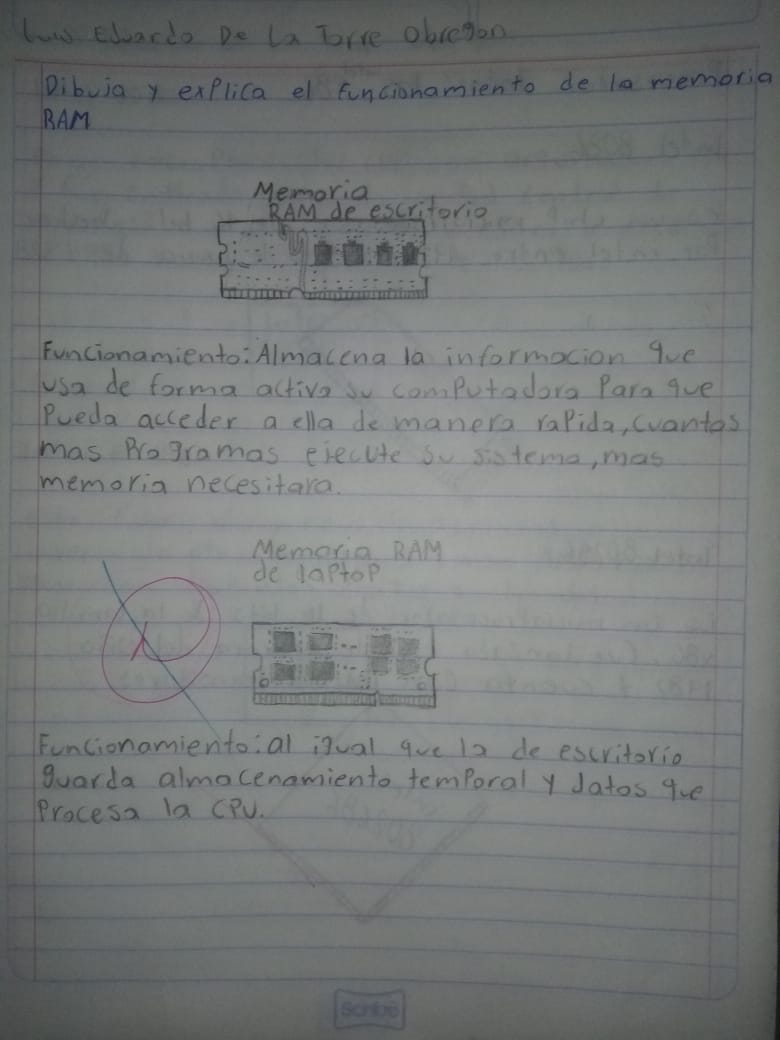 Luis Eduardo De La Torre Obregon
Dibuja y explica el funcionamiento de la memoria
RAM
Memoria
RAM de escritorio
Funcionamiento: Almacena la informacion que
usa de forma activa su computadora Para que
Pueda acceder a ella de manera rapida, cuantos
mas Programas ejecute su sistema, mas
memoria necesitara.
Memoria RAM
de laptop
Funcionamiento: al igual que la de escritorio
guarda almacenamiento temporal y datos que
Procesa la CPU.
Scribe